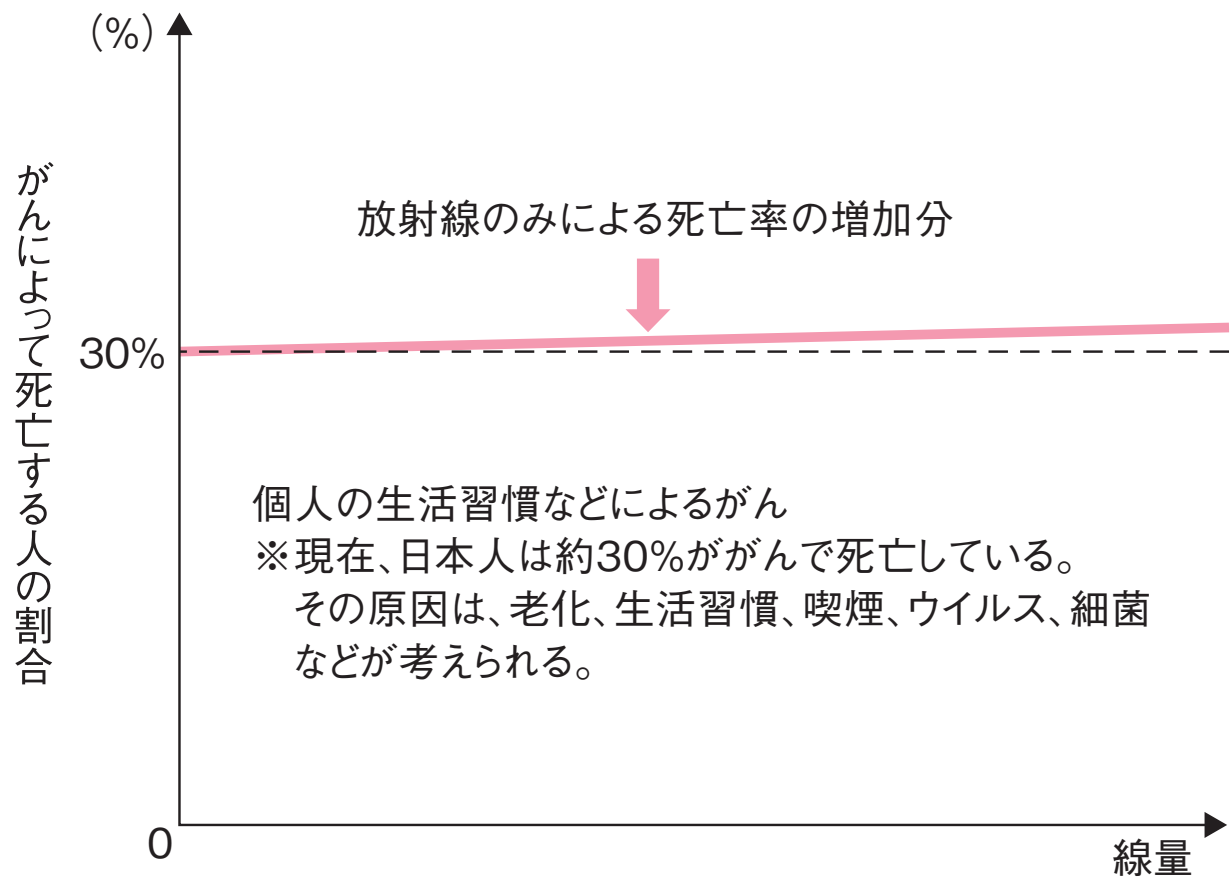 (%)
がんによって死亡する人の割合
放射線のみによる死亡率の増加分
30%
個人の生活習慣などによるがん
※現在、日本人は約30%ががんで死亡している。
その原因は、老化、生活習慣、喫煙、ウイルス、細菌
などが考えられる。
0
線量